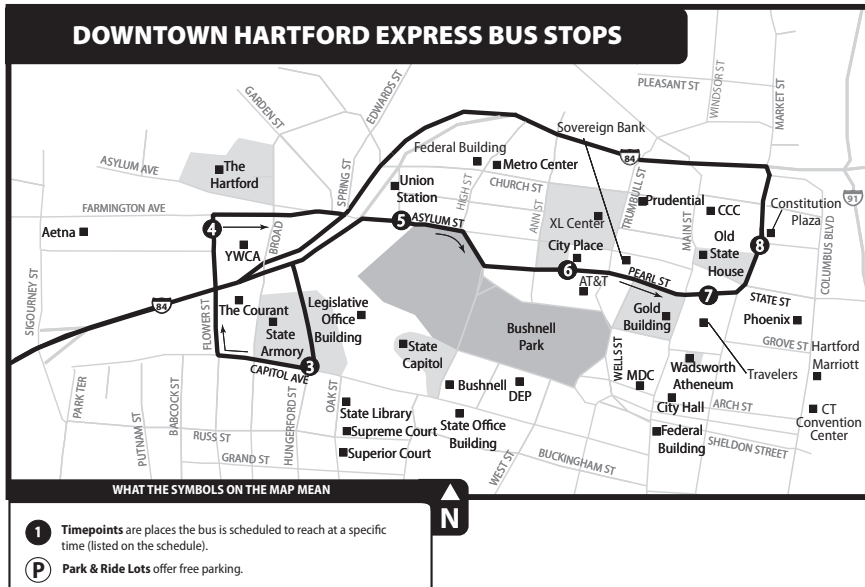 DOWNTOWN HARTFORD EXPRESS BUS STOPS
PLEASANT ST
WINDSOR ST
MARKET ST
GARDEN ST
EDWARDS ST
Sovereign Bank
Federal Building
Metro Center
84
ASYLUM AVE
The
Hartford
SPRING ST
Union
Station
HIGH ST
CHURCH ST
ANN ST
TRUMBULL ST
Prudential
MAIN ST
CCC
Constitution
Plaza
91
COLUMBUS BLVD
FARMINGTON AVE
Aetna
4
YWCA
BROAD
5
ASYLUM ST
XL Center
City Place
Old
State
House
8
6
AT&T
PEARL ST
7
STATE ST
SIGOURNEY ST
84
FLOWER ST
The Courant
State
Armory
Legislative
Office
Building
Bushnell
Park
Gold
Building
Phoenix
GROVE ST
Hartford
Marriott
3
CAPITOL AVE
State
Capitol
WELLS ST
Travelers
Wadsworth
Atheneum
PARK TER
PUTNAM ST
BABCOCK ST
HUNGERFORD ST
OAK ST
Bushnell
DEP
MDC
City Hall
ARCH ST
CT
Convention
Center
State Library
Supreme Court
Superior Court
State Office
Building
Federal
Building
SHELDON STREET
RUSS ST
GRAND ST
WEST ST
BUCKINGHAM ST
WHAT THE SYMBOLS ON THE MAP MEAN
N
1 Timepoints are places the bus is scheduled to reach at a specific
time (listed on the schedule).
P Park & Ride Lots offer free parking.